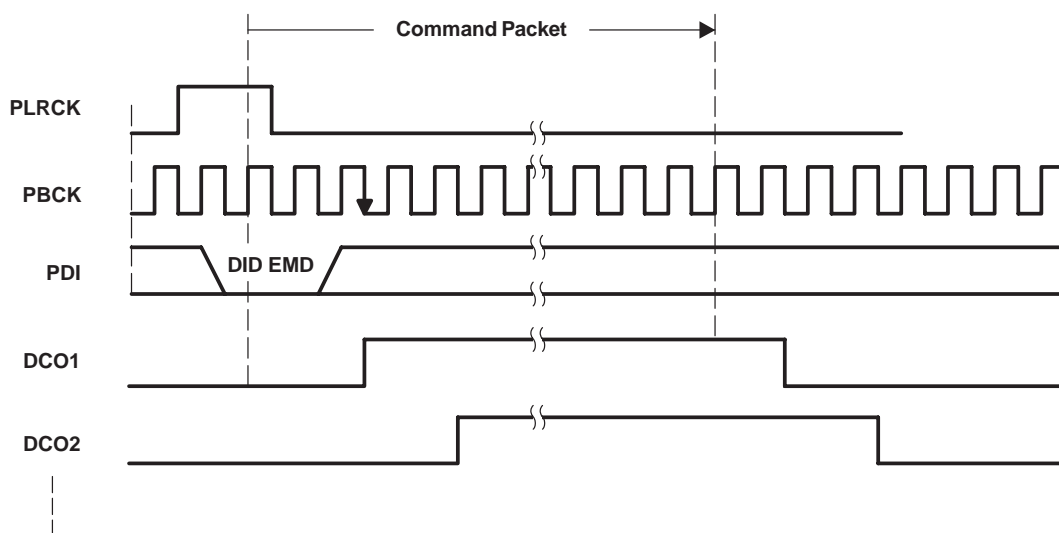 Command Packet
PLRCK
PBCK
PDI
DID EMD
DCO1
DCO2